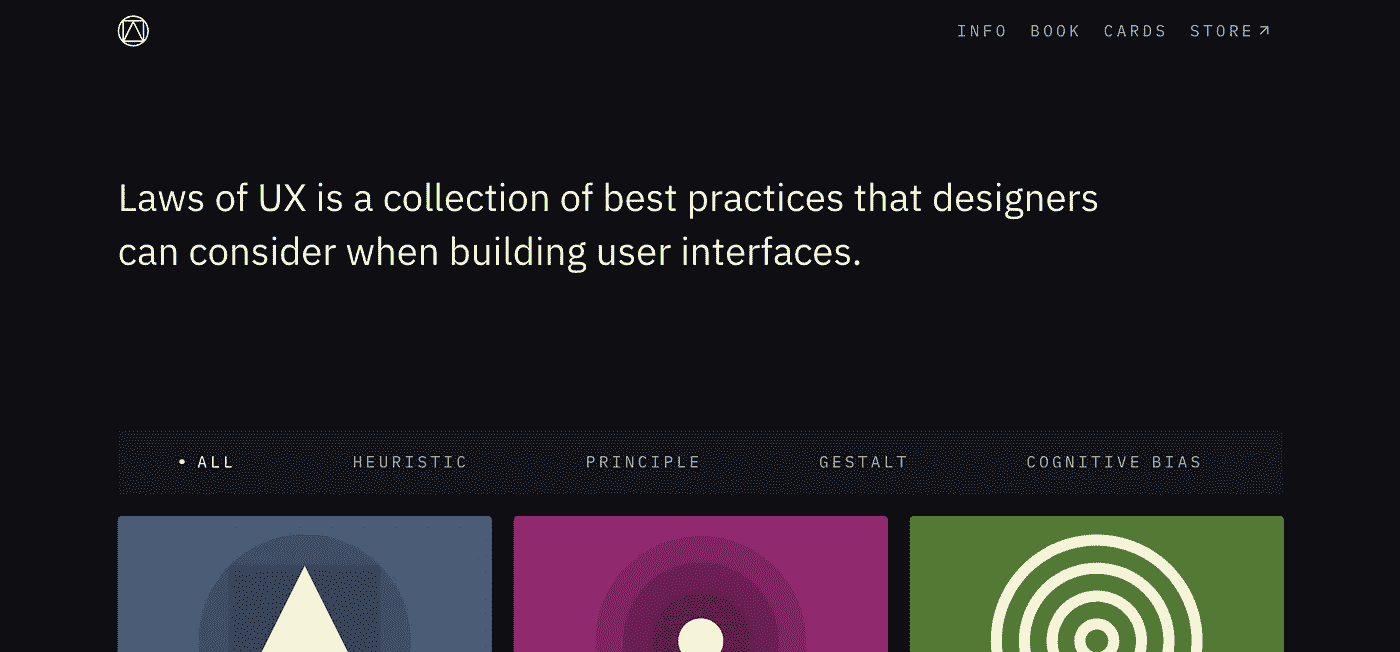 INFO BOOK CARDS STORE↗
Laws of UX is a collection of best practices that designers
can consider when building user interfaces.
• ALL HEURISTIC PRINCIPLE GESTALT COGNITIVE BIAS